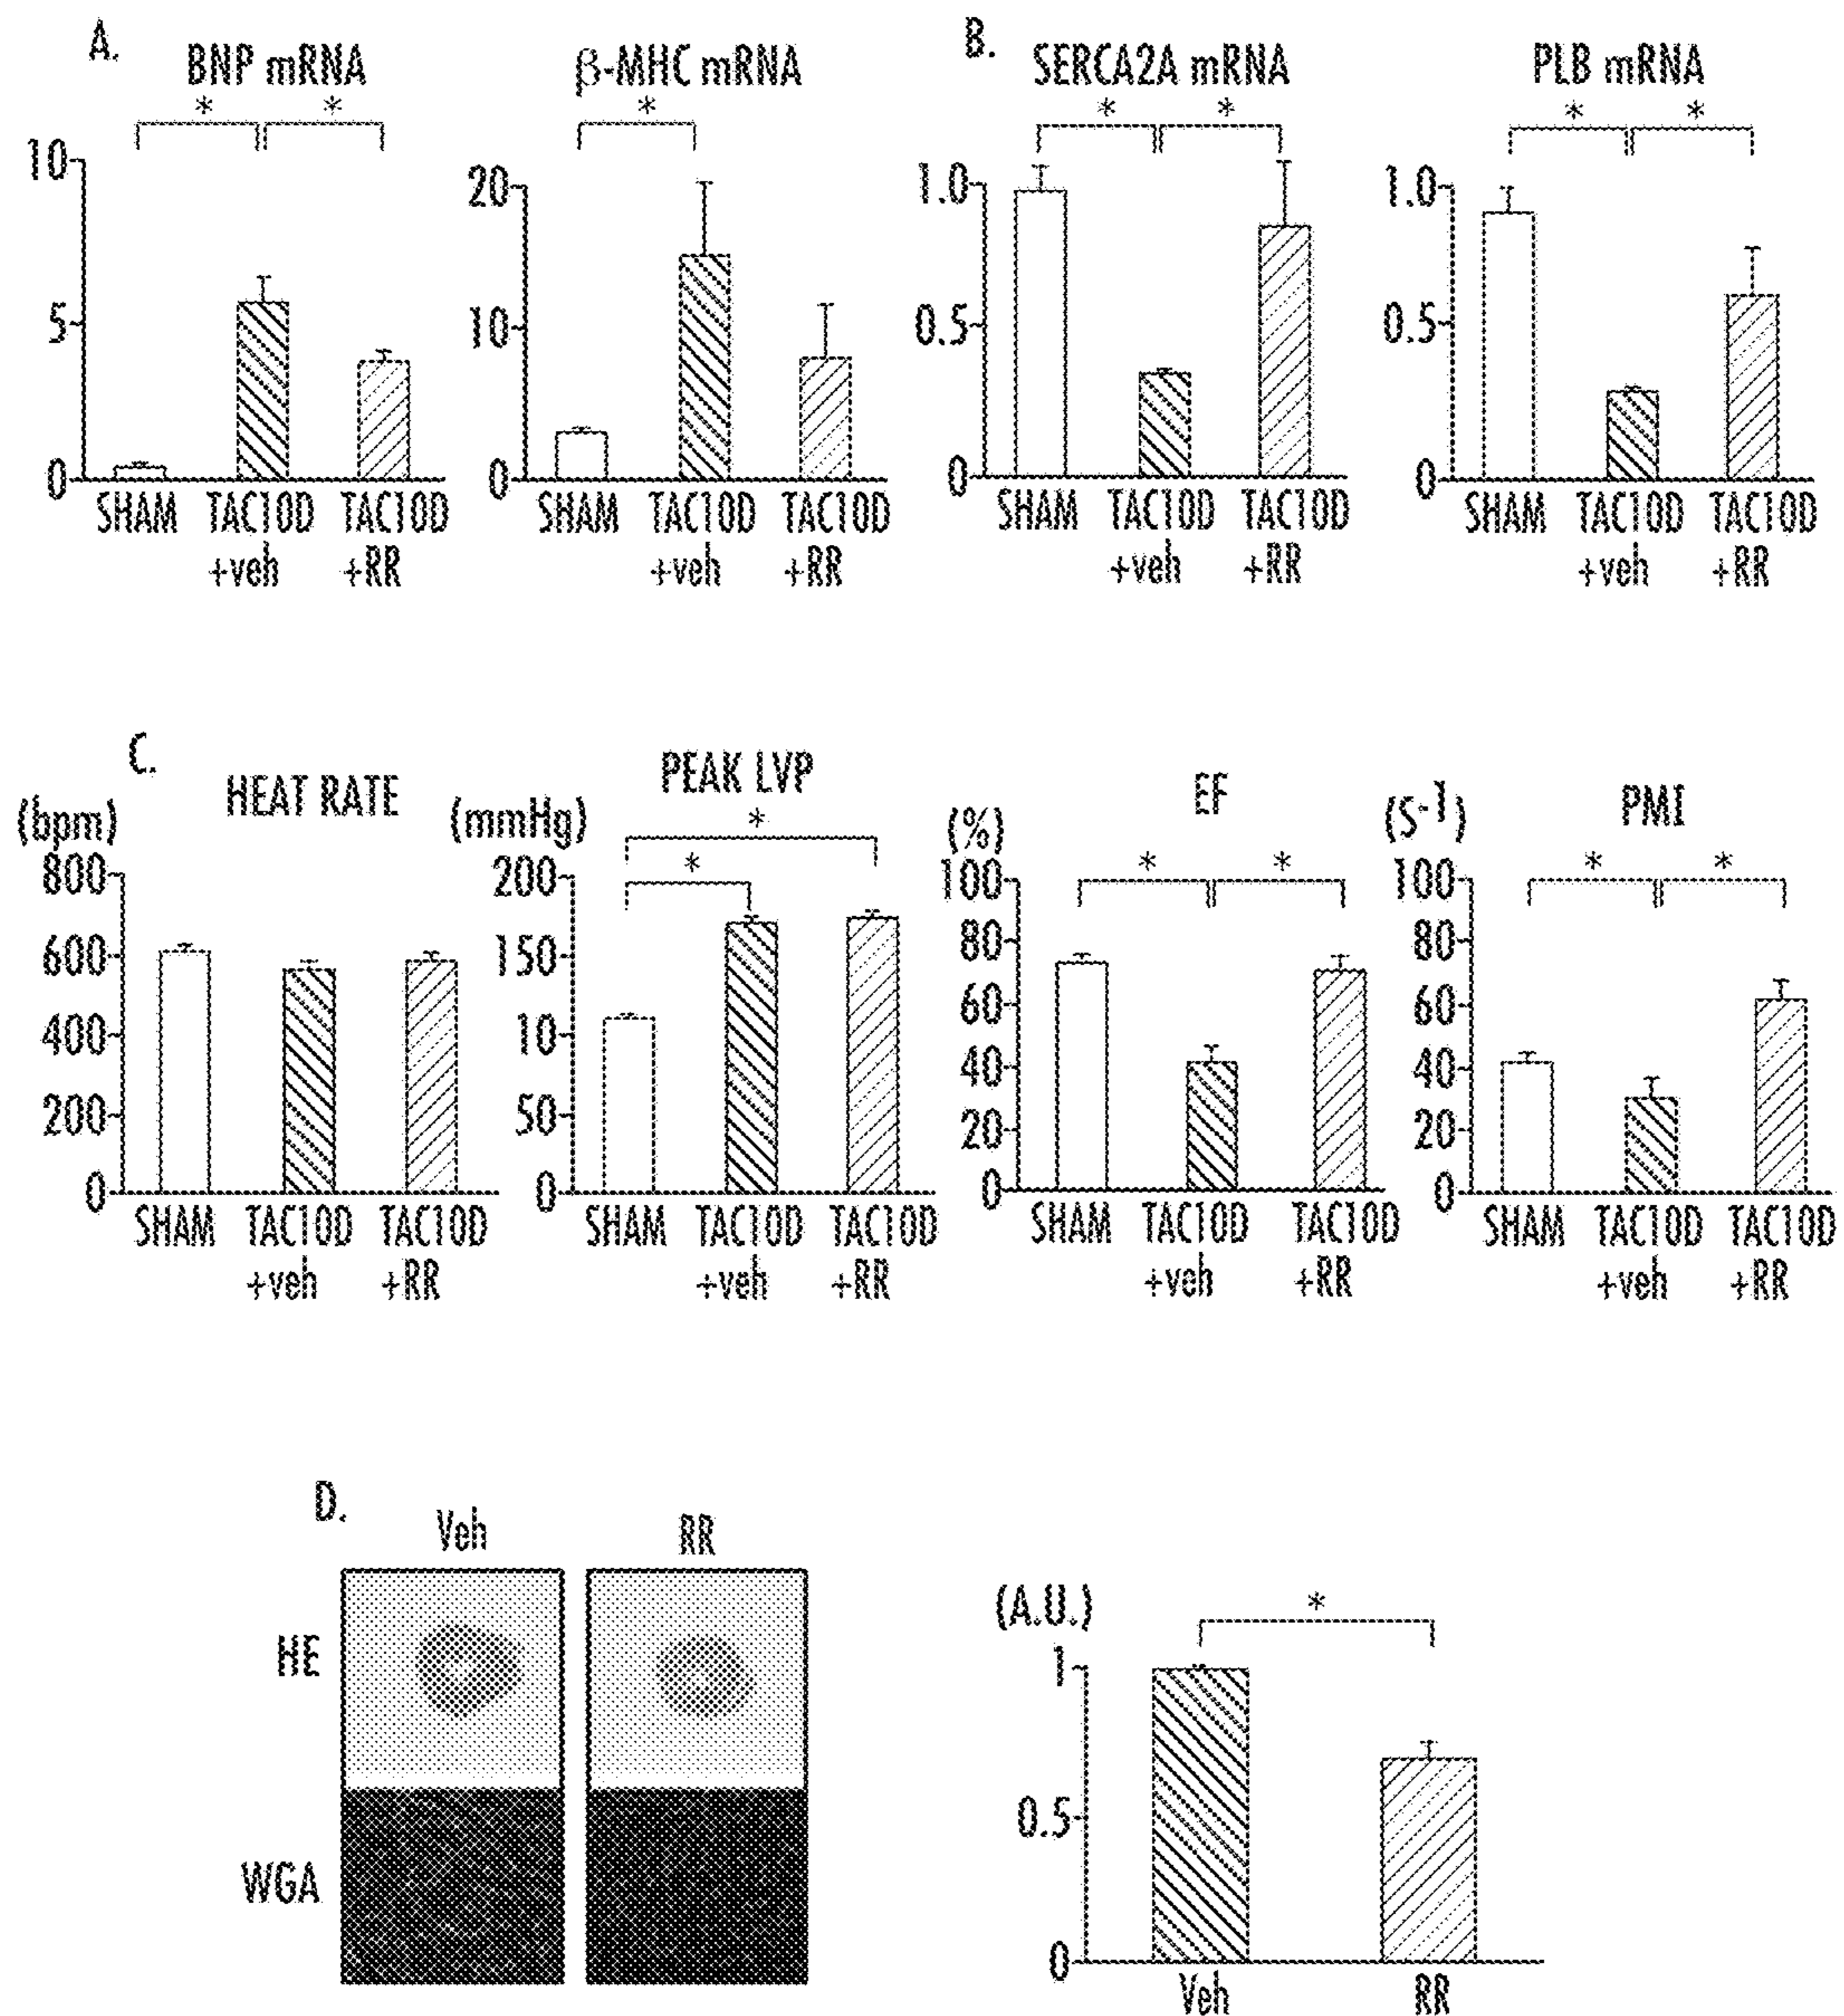 A.
BNP mRNA
* *
10
5
0
SHAM TAC10D TAC10D
+veh +RR
β-MHC mRNA
*
20
10
0
SHAM TAC10D TAC10D
+veh +RR
B.
SERCA2A mRNA
* *
1.0
0.5
0
SHAM TAC10D TAC10D
+veh +RR
PLB mRNA
* *
1.0
0.5
0
SHAM TAC10D TAC10D
+veh +RR
C.
HEAT RATE
(bpm)
800
600
400
200
0
SHAM TAC10D TAC10D
+veh +RR
PEAK LVP
(mmHg)
*
*
200
150
10
50
0
SHAM TAC10D TAC10D
+veh +RR
EF
(%)
* *
100
80
60
40
20
0
SHAM TAC10D TAC10D
+veh +RR
PMI
(S-1)
* *
100
80
60
40
20
0
SHAM TAC10D TAC10D
+veh +RR
D.
Veh RR
HE
WGA
(A.U.)
*
1
0.5
0
Veh RR